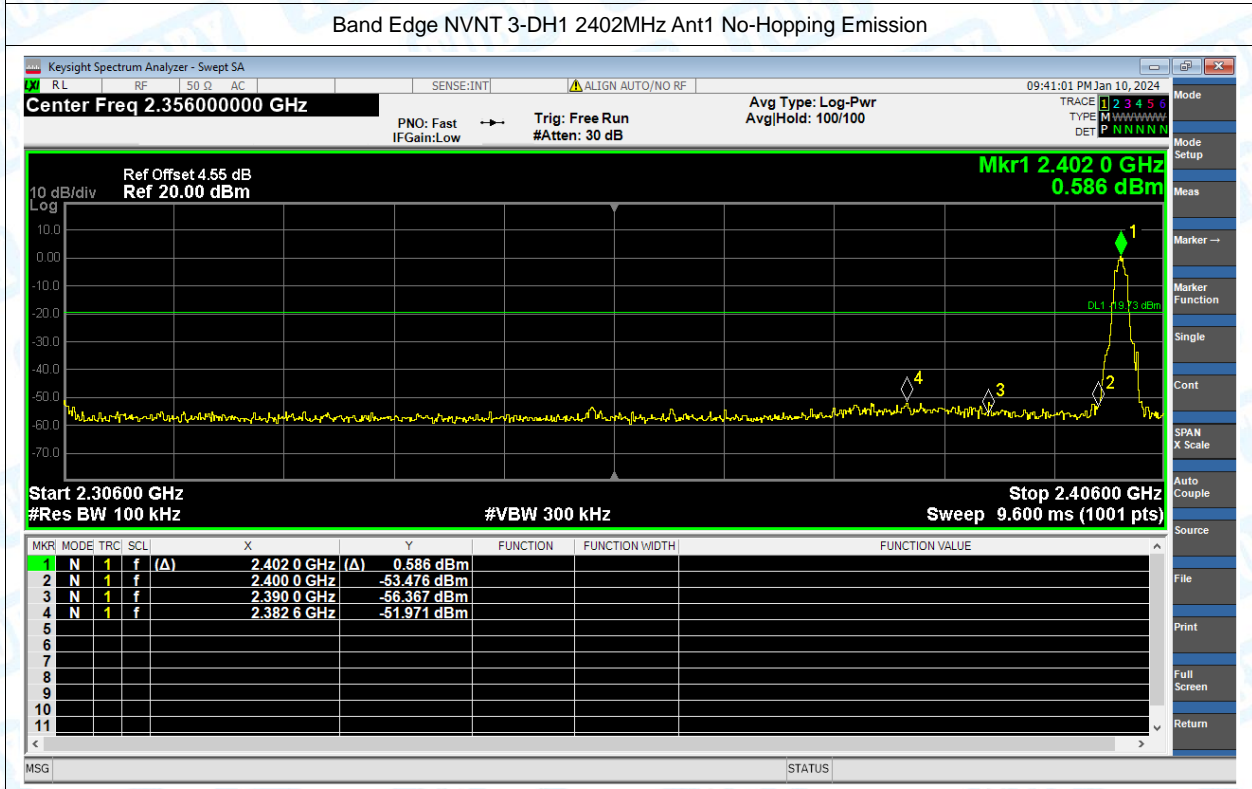 Band Edge NVNT 3-DH1 2402MHz Ant1 No-Hopping Emission
Keysight Spectrum Analyzer - Swept SA
LXI RL RF 50 Ω AC SENSE:INT ALIGN AUTO/NO RF 09:41:01 PM Jan 10, 2024
Center Freq 2.356000000 GHz
PNO: Fast
IFGain:Low
Trig: Free Run
#Atten: 30 dB
Avg Type: Log-Pwr
Avg|Hold: 100/100
TRACE 1 2 3 4 5 6
TYPE M WWWWW
DET P N N N N N
Ref Offset 4.55 dB
10 dB/div Ref 20.00 dBm
Log
Mkr1 2.402 0 GHz
0.586 dBm
10.0
0.00
-10.0
-20.0
-30.0
-40.0
-50.0
-60.0
-70.0
1
DL1 -19.73 dBm
4
3
2
Start 2.30600 GHz Stop 2.40600 GHz
#Res BW 100 kHz #VBW 300 kHz Sweep 9.600 ms (1001 pts)
MKR MODE TRC SCL X Y FUNCTION FUNCTION WIDTH FUNCTION VALUE
1 N 1 f (Δ) 2.402 0 GHz (Δ) 0.586 dBm
2 N 1 f 2.400 0 GHz -53.476 dBm
3 N 1 f 2.390 0 GHz -56.367 dBm
4 N 1 f 2.382 6 GHz -51.971 dBm
5
6
7
8
9
10
11
MSG STATUS
Mode
Mode
Setup
Meas
Marker→
Marker
Function
Single
Cont
SPAN
X Scale
Auto
Couple
Source
File
Print
Full
Screen
Return